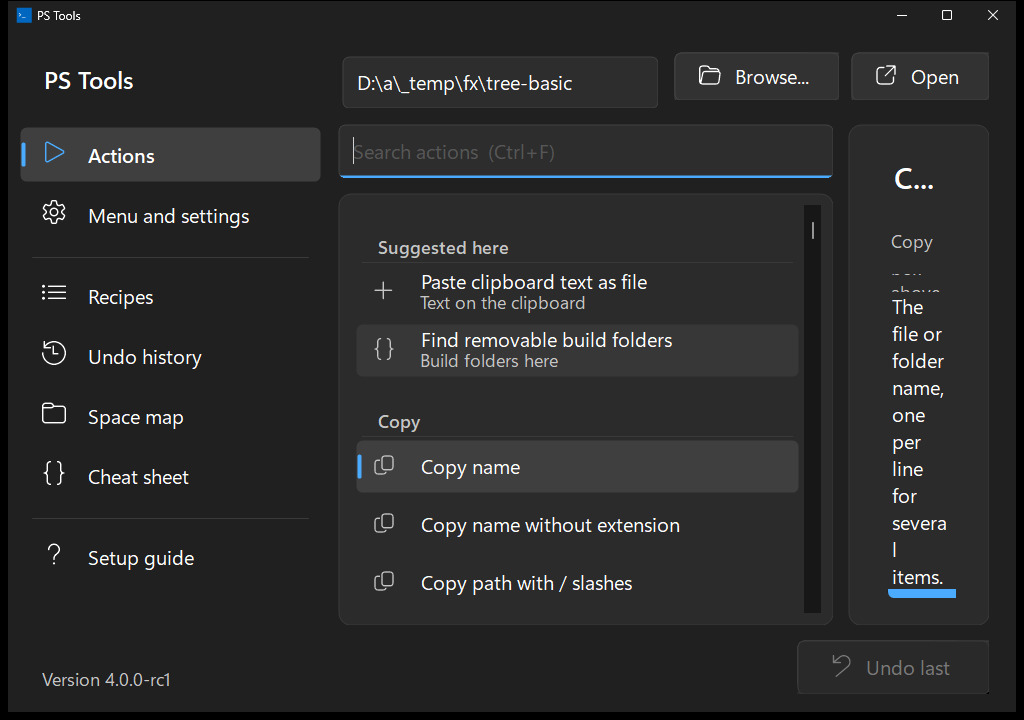 PS Tools
PS Tools
D:\a\_temp\fx\tree-basic
Browse...
Open
Actions
Menu and settings
Recipes
Undo history
Space map
Cheat sheet
Setup guide
Version 4.0.0-rc1
Search actions (Ctrl+F)
Suggested here
Paste clipboard text as file
Text on the clipboard
Find removable build folders
Build folders here
Copy
Copy name
Copy name without extension
Copy path with / slashes
C...
Copy
The
file or
folder
name,
one
per
line
for
severa
l
items.
Undo last